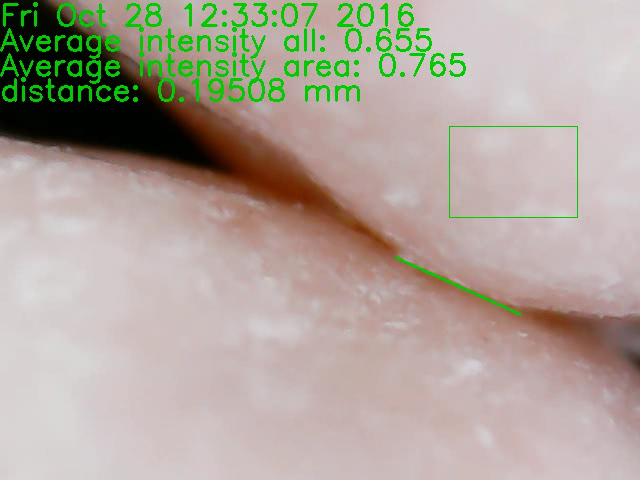 Fri Oct 28 12:33:07 2016
Average intensity all: 0.655
Average intensity area: 0.765
distance: 0.19508 mm